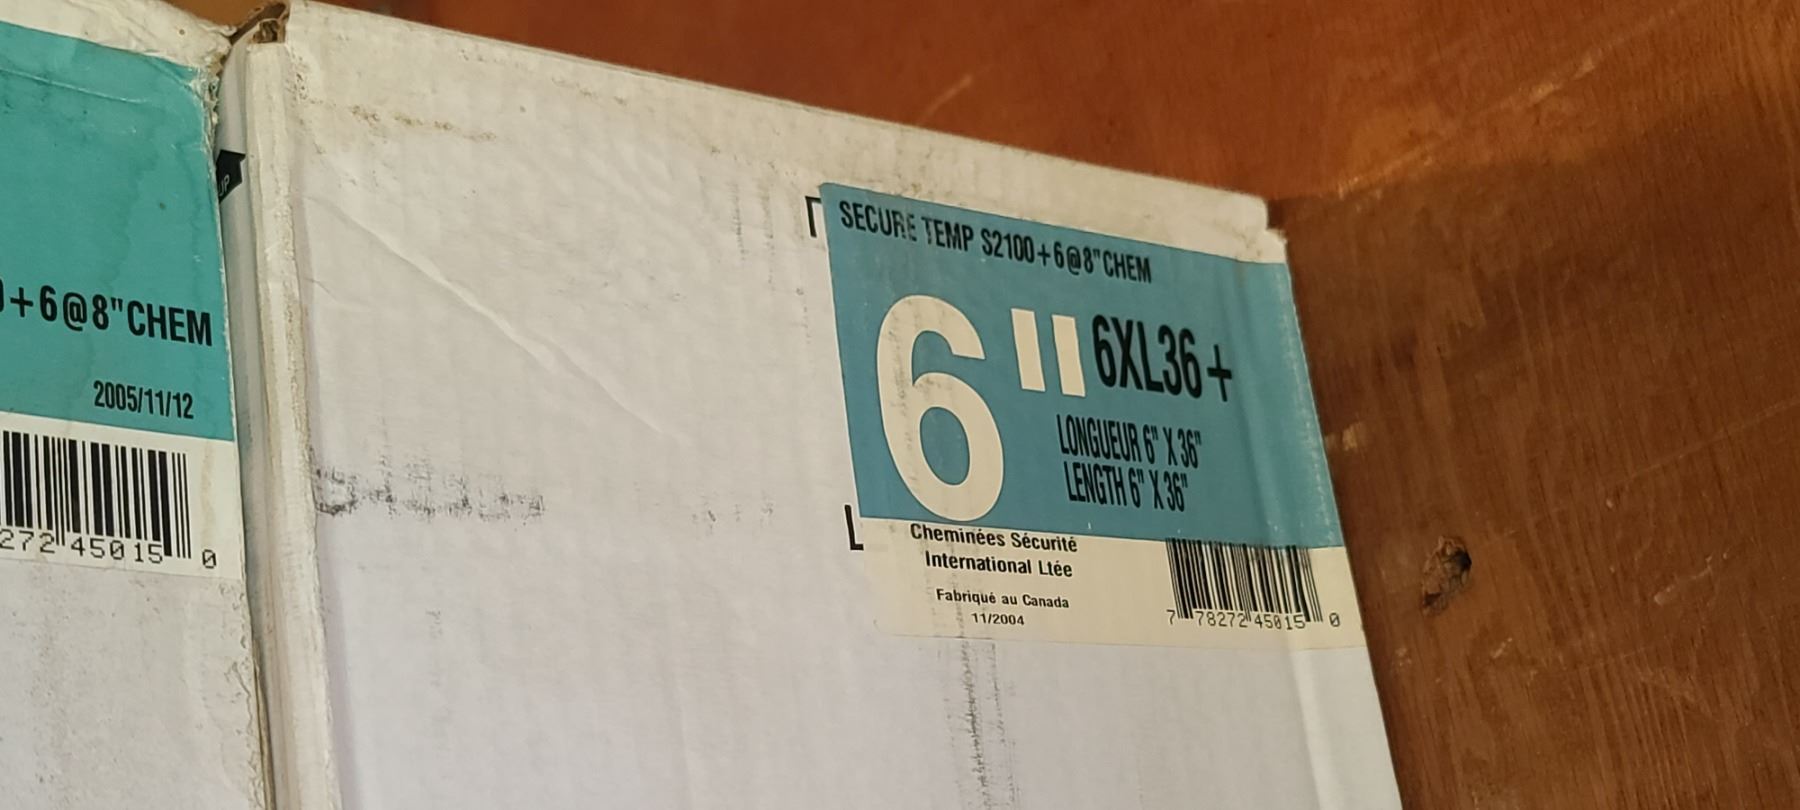 UP
+6@8"CHEM
2005/11/12
272 45015 0
SECURE TEMP S2100+6@8"CHEM
6" 6XL36+
LONGUEUR 6" X 36"
LENGTH 6" X 36"
Cheminées Sécurité
International Ltée
Fabriqué au Canada
11/2004
7 78272 45015 0